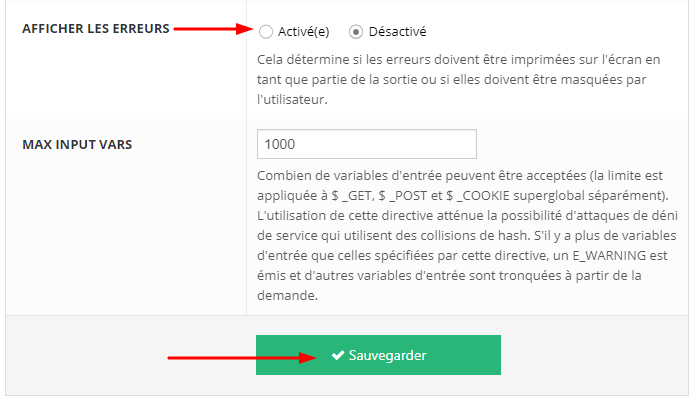 AFFICHER LES ERREURS
Activé(e) Désactivé
Cela détermine si les erreurs doivent être imprimées sur l'écran en
tant que partie de la sortie ou si elles doivent être masquées par
l'utilisateur.
MAX INPUT VARS
1000
Combien de variables d'entrée peuvent être acceptées (la limite est
appliquée à $ _GET, $ _POST et $ _COOKIE superglobal séparément).
L'utilisation de cette directive atténue la possibilité d'attaques de déni
de service qui utilisent des collisions de hash. S'il y a plus de variables
d'entrée que celles spécifiées par cette directive, un E_WARNING est
émis et d'autres variables d'entrée sont tronquées à partir de la
demande.
Sauvegarder